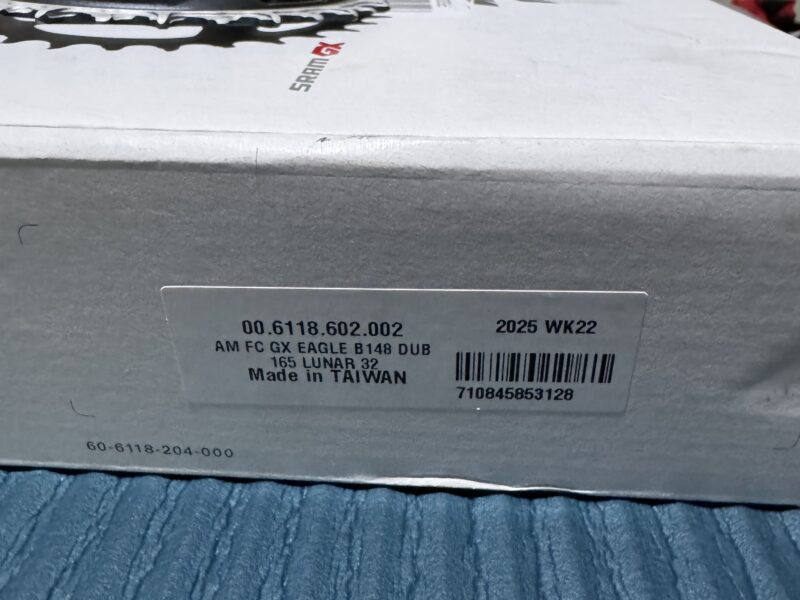 SRAM GX
00.6118.602.002
2025 WK22
AM FC GX EAGLE B148 DUB
165 LUNAR 32
Made in TAIWAN
710845853128
60-6118-204-000